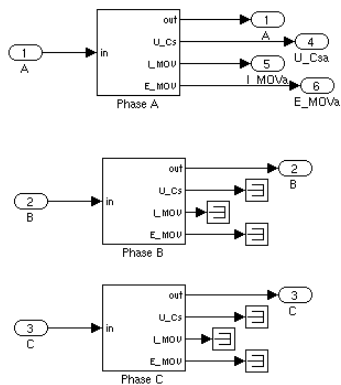 out
1
1
A
in
U_Cs
4
A
U_Csa
I_MOV
5
I_MOVa
E_MOV
6
Phase A
E_MOVa
out
2
B
2
in
U_Cs
B
I_MOV
E_MOV
Phase B
out
3
C
3
in
U_Cs
C
I_MOV
E_MOV
Phase C